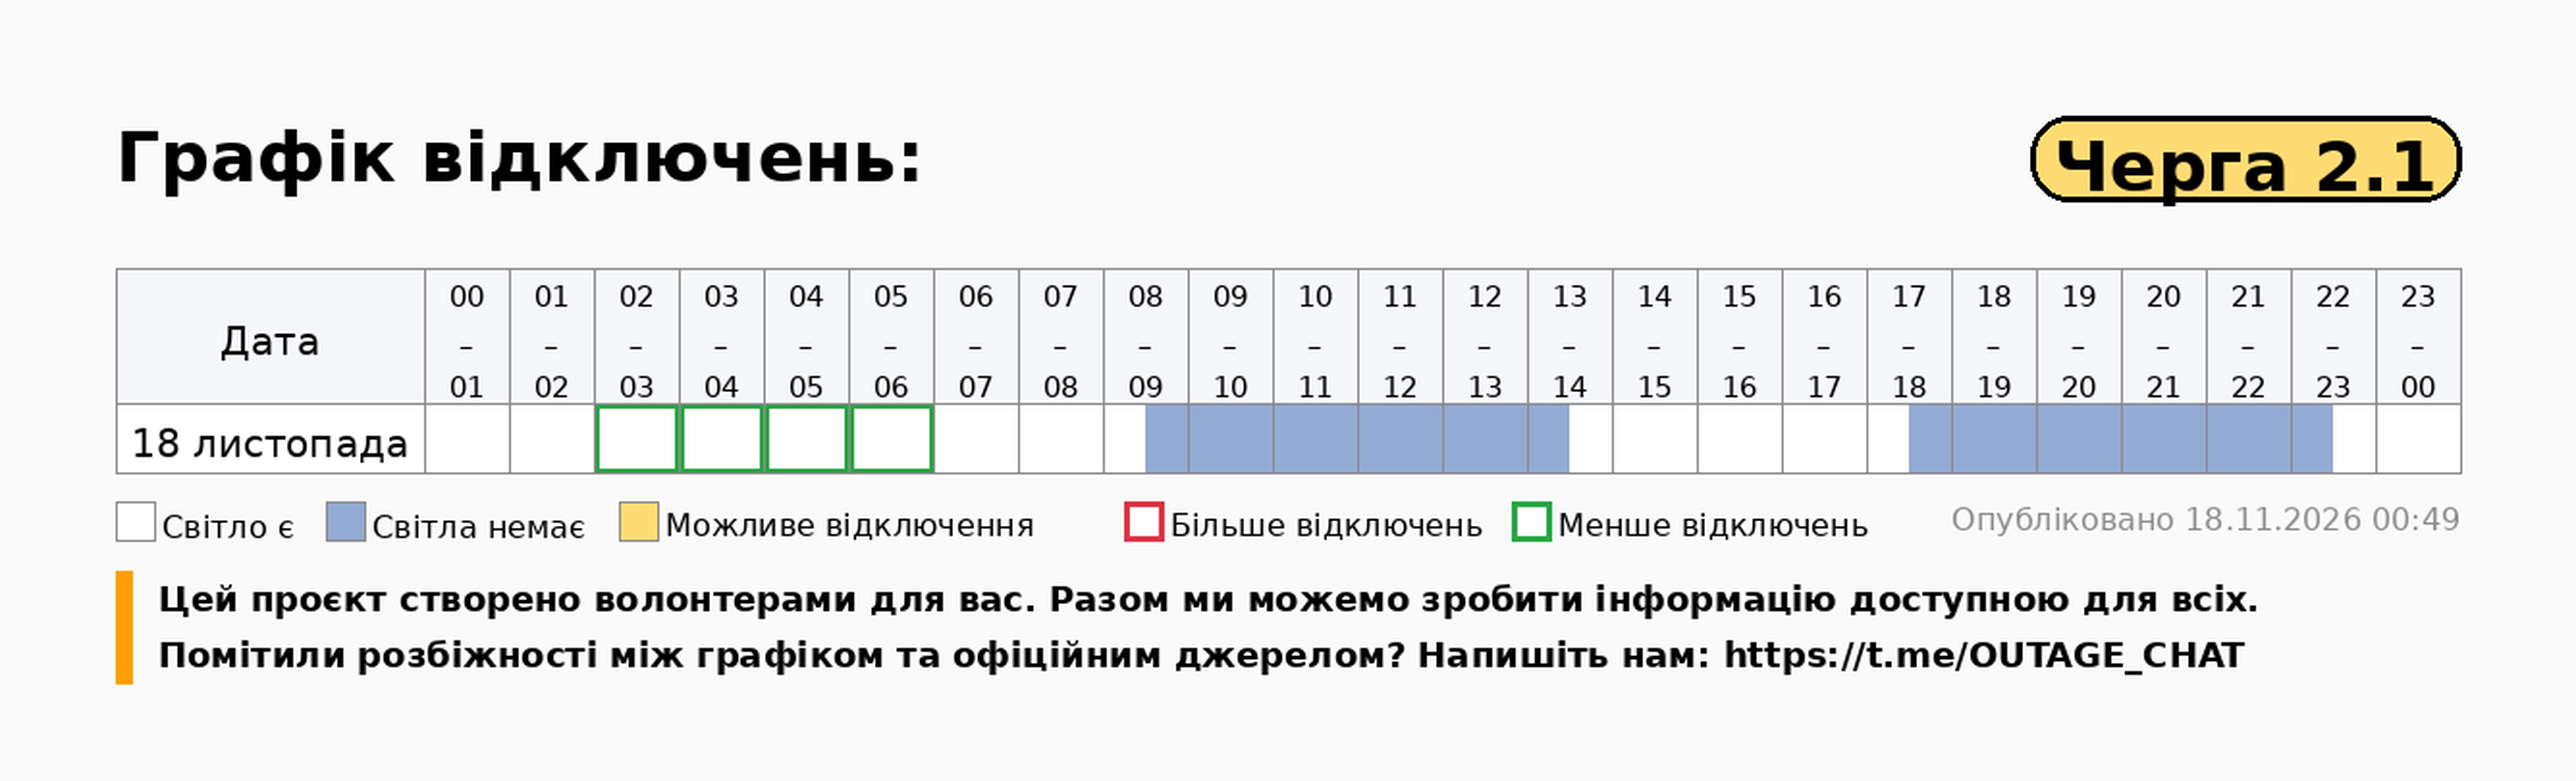 Графік відключень:
Черга 2.1
Дата
00 – 01
01 – 02
02 – 03
03 – 04
04 – 05
05 – 06
06 – 07
07 – 08
08 – 09
09 – 10
10 – 11
11 – 12
12 – 13
13 – 14
14 – 15
15 – 16
16 – 17
17 – 18
18 – 19
19 – 20
20 – 21
21 – 22
22 – 23
23 – 00
18 листопада
Світло є
Світла немає
Можливе відключення
Більше відключень
Менше відключень
Опубліковано 18.11.2026 00:49
Цей проєкт створено волонтерами для вас. Разом ми можемо зробити інформацію доступною для всіх.
Помітили розбіжності між графіком та офіційним джерелом? Напишіть нам: https://t.me/OUTAGE_CHAT